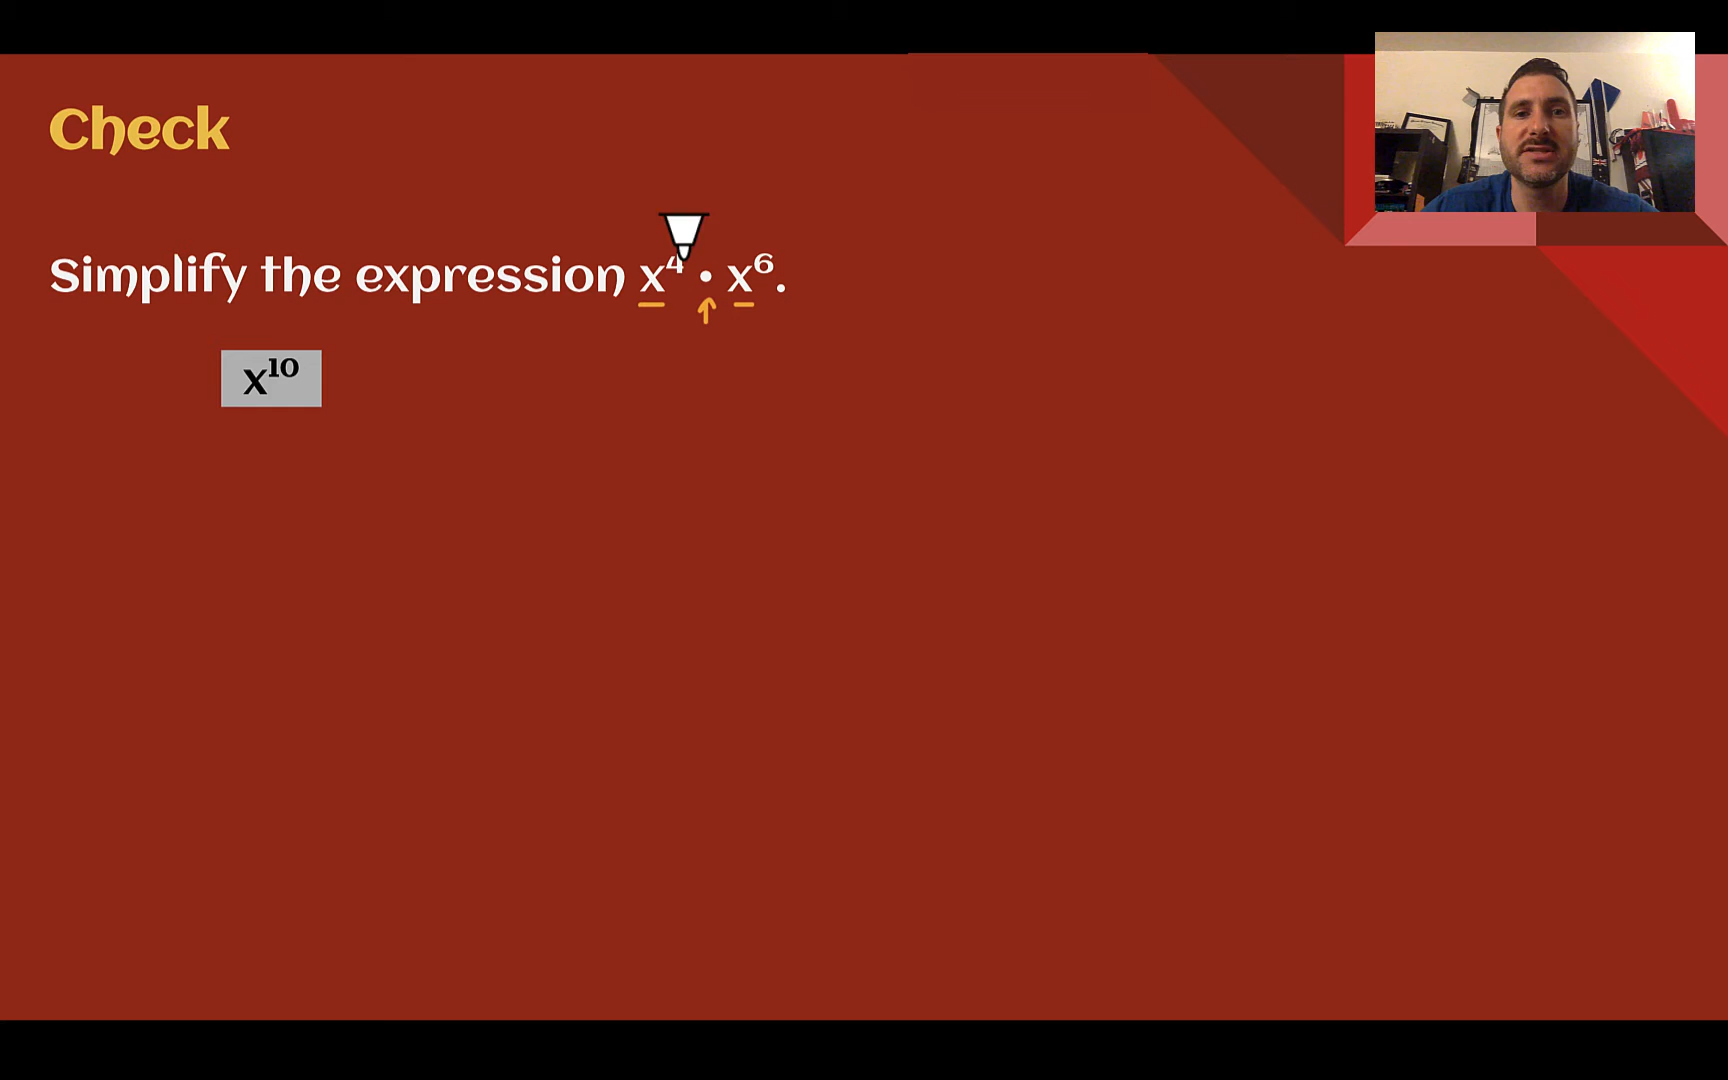 Check
Simplify the expression x⁴ • x⁶.
x¹⁰